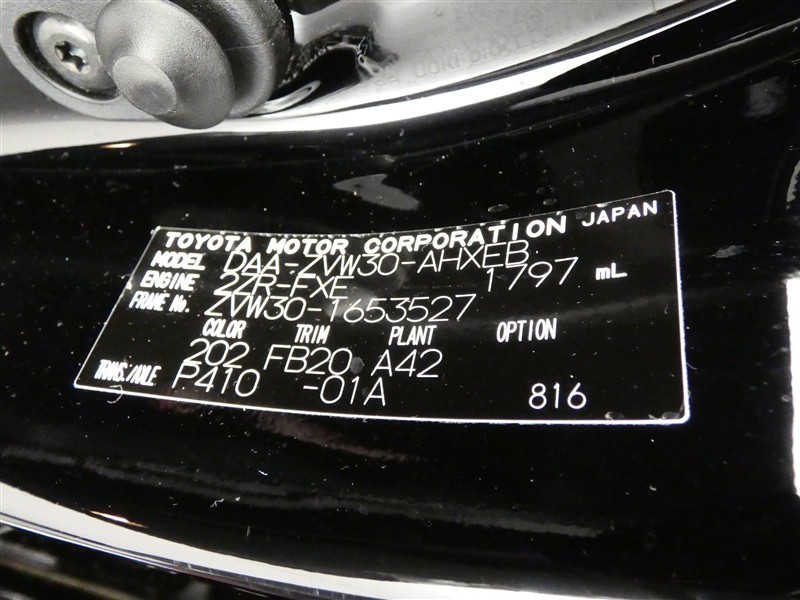 TOYOTA MOTOR CORPORATION JAPAN
MODEL DAA-ZVW30-AHXEB
ENGINE 2ZR-FXE 1797 mL
FRAME No. ZVW30-1653527
COLOR TRIM PLANT OPTION
202 FB20 A42
TRANS./AXLE P410 -01A 816